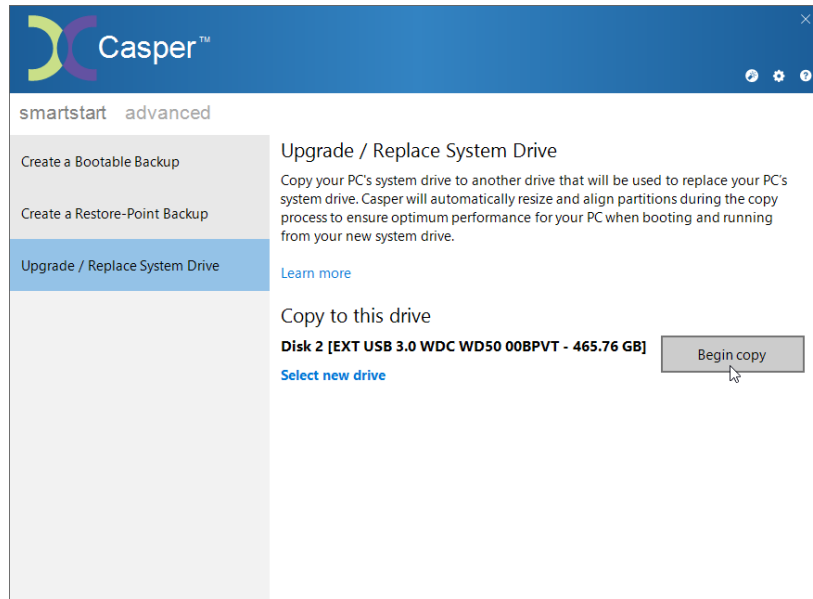 Casper™
smartstart advanced
Create a Bootable Backup
Create a Restore-Point Backup
Upgrade / Replace System Drive
Upgrade / Replace System Drive
Copy your PC's system drive to another drive that will be used to replace your PC's
system drive. Casper will automatically resize and align partitions during the copy
process to ensure optimum performance for your PC when booting and running
from your new system drive.
Learn more
Copy to this drive
Disk 2 [EXT USB 3.0 WDC WD50 00BPVT - 465.76 GB]
Begin copy
Select new drive